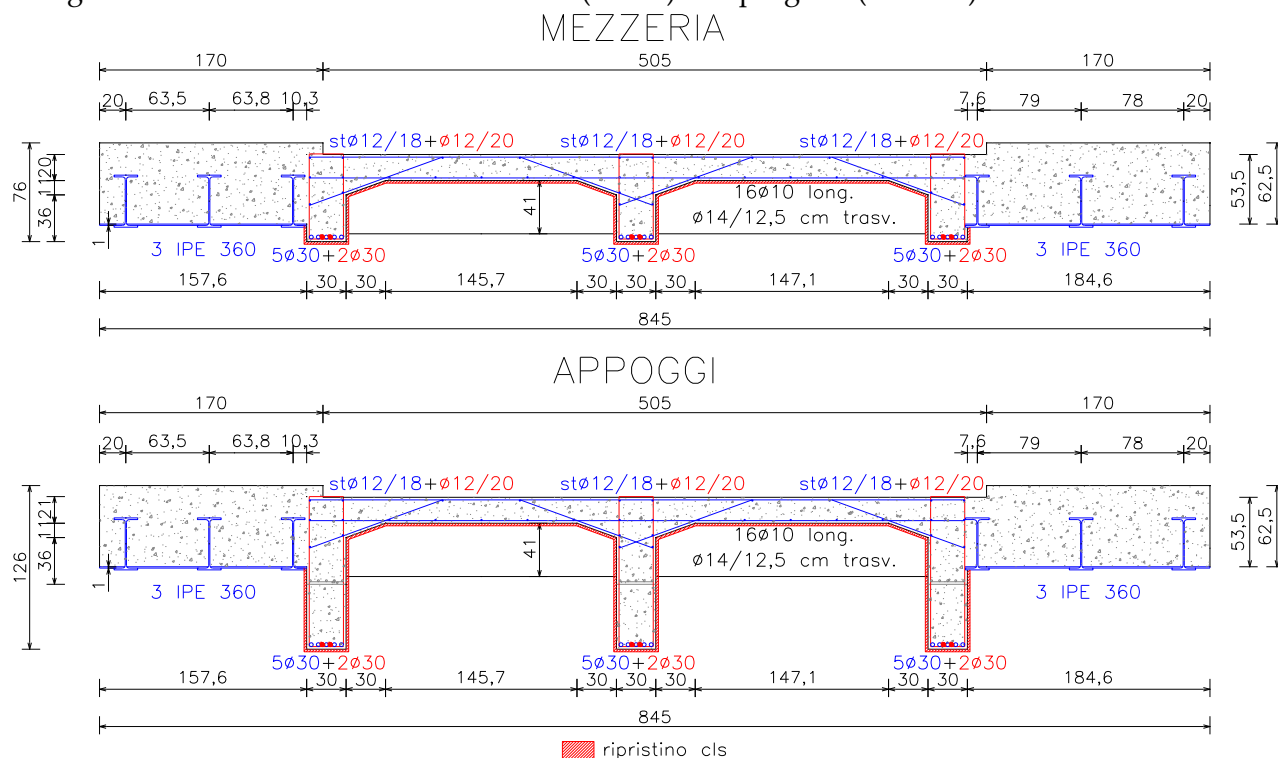 MEZZERIA
170 505 170
20 63,5 63,8 10,3 7,6 79 78 20
stø12/18+ø12/20 stø12/18+ø12/20 stø12/18+ø12/20
76 1 36 1120 41 53,5 62,5
16ø10 long.
ø14/12,5 cm trasv.
3 IPE 360 3 IPE 360
5ø30+2ø30 5ø30+2ø30 5ø30+2ø30
157,6 30 30 145,7 30 30 30 147,1 30 30 184,6
845
APPOGGI
170 505 170
20 63,5 63,8 10,3 7,6 79 78 20
stø12/18+ø12/20 stø12/18+ø12/20 stø12/18+ø12/20
126 1 36 1121 41 53,5 62,5
16ø10 long.
ø14/12,5 cm trasv.
3 IPE 360 3 IPE 360
5ø30+2ø30 5ø30+2ø30 5ø30+2ø30
157,6 30 30 145,7 30 30 30 147,1 30 30 184,6
845
ripristino cls